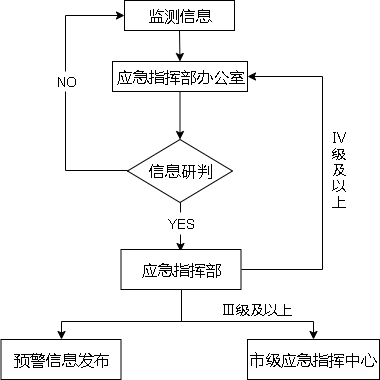 监测信息
NO
应急指挥部办公室
Ⅳ级及以上
信息研判
YES
应急指挥部
Ⅲ级及以上
预警信息发布
市级应急指挥中心